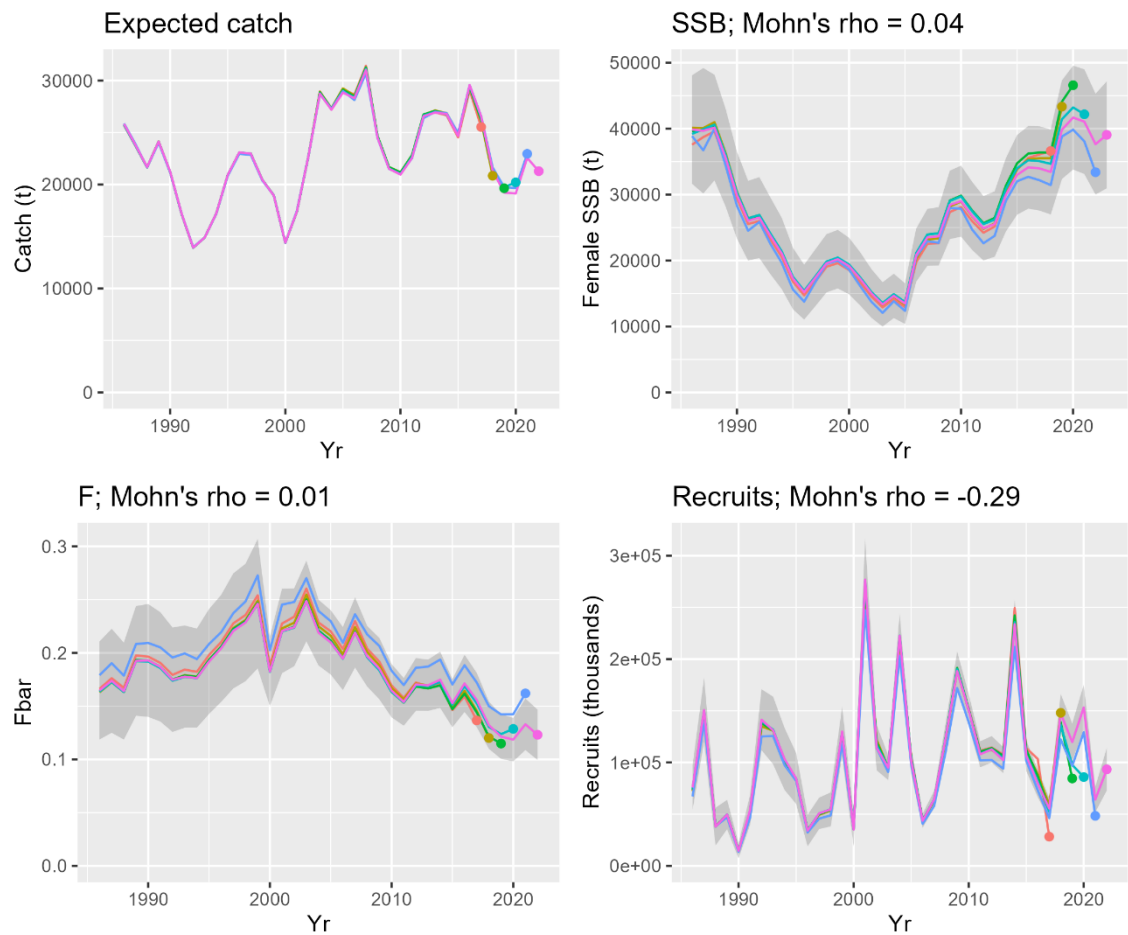 Expected catch
30000
20000
10000
0
Catch (t)
1990
2000
2010
2020
Yr
SSB; Mohn's rho = 0.04
50000
40000
30000
20000
10000
0
Female SSB (t)
1990
2000
2010
2020
Yr
F; Mohn's rho = 0.01
0.3
0.2
0.1
0.0
Fbar
1990
2000
2010
2020
Yr
Recruits; Mohn's rho = -0.29
3e+05
2e+05
1e+05
0e+00
Recruits (thousands)
1990
2000
2010
2020
Yr